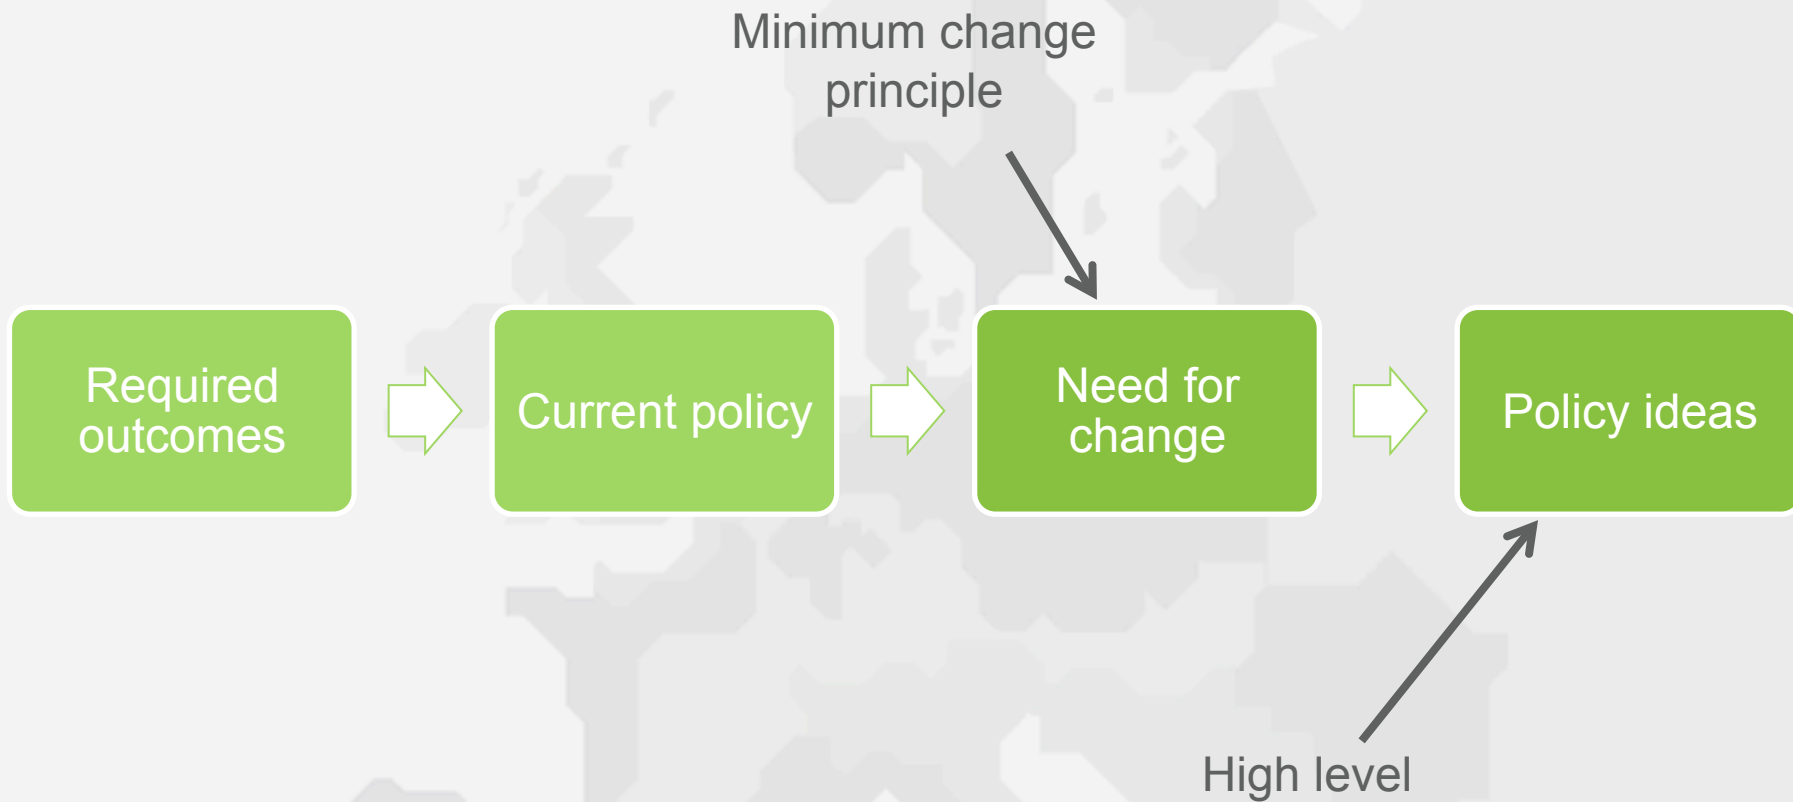 Minimum change
principle
Required
outcomes
Current policy
Need for
change
Policy ideas
High level